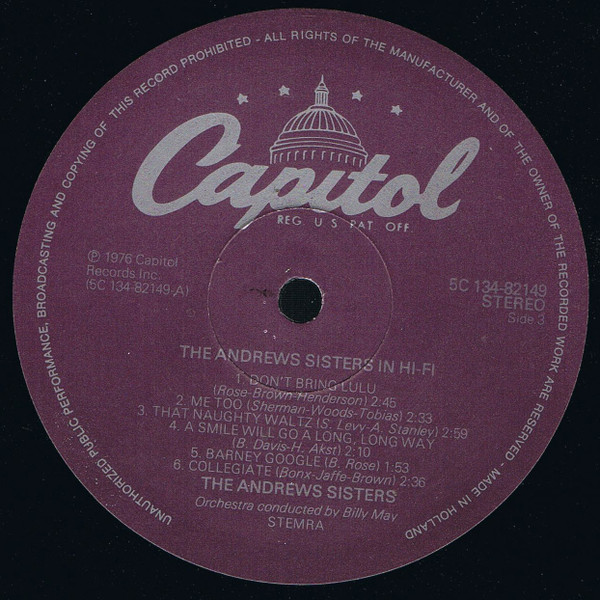 UNAUTHORIZED PUBLIC PERFORMANCE, BROADCASTING AND COPYING OF THIS RECORD PROHIBITED - ALL RIGHTS OF THE MANUFACTURER AND OF THE OWNER OF THE RECORDED WORK ARE RESERVED - MADE IN HOLLAND
Capitol
REG. U.S. PAT. OFF.
℗ 1976 Capitol
Records Inc.
(5C 134-82149.A)
5C 134-82149
STEREO
Side 3
THE ANDREWS SISTERS IN HI-FI
1. DON'T BRING LULU
(Rose-Brown-Henderson) 2:45
2. ME TOO (Sherman-Woods-Tobias) 2:33
3. THAT NAUGHTY WALTZ (S. Levy-A. Stanley) 2:59
4. A SMILE WILL GO A LONG, LONG WAY
(B. Davis-H. Akst) 2:10
5. BARNEY GOOGLE (B. Rose) 1:53
6. COLLEGIATE (Bonx-Jaffe-Brown) 2:36
THE ANDREWS SISTERS
Orchestra conducted by Billy May
STEMRA